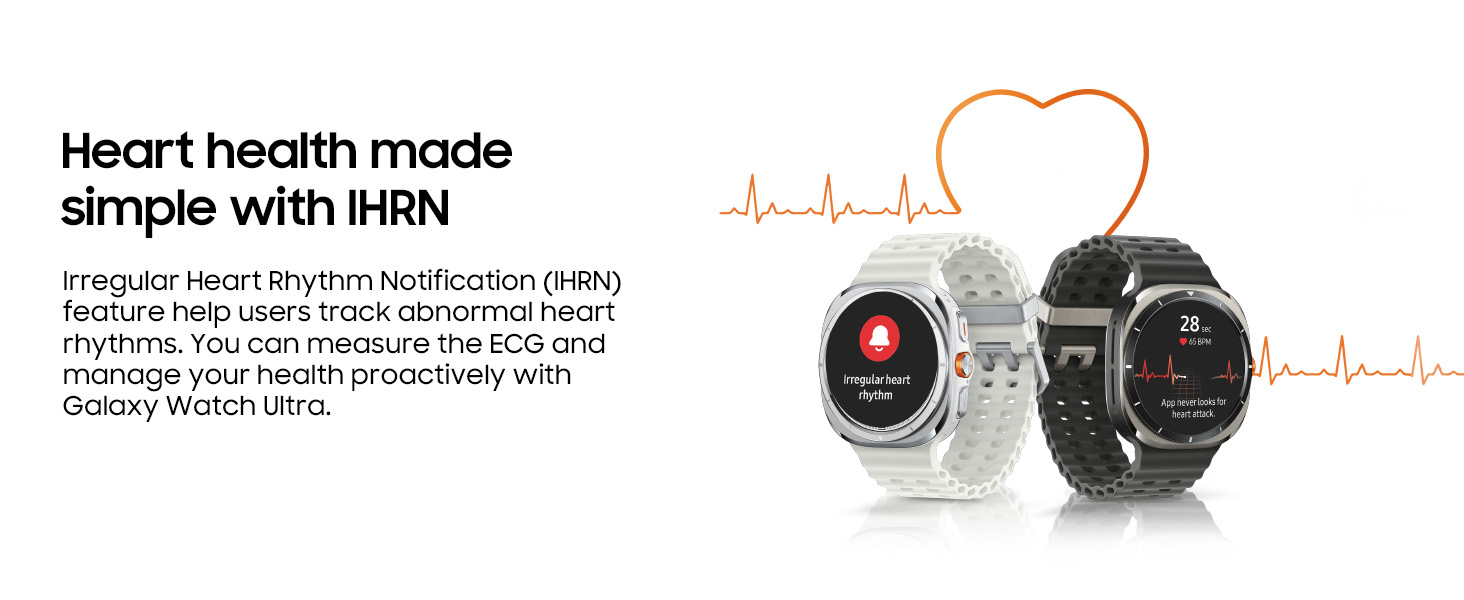 Heart health made
simple with IHRN
Irregular Heart Rhythm Notification (IHRN)
feature help users track abnormal heart
rhythms. You can measure the ECG and
manage your health proactively with
Galaxy Watch Ultra.
Irregular heart
rhythm
28 sec
65 BPM
App never looks for
heart attack.